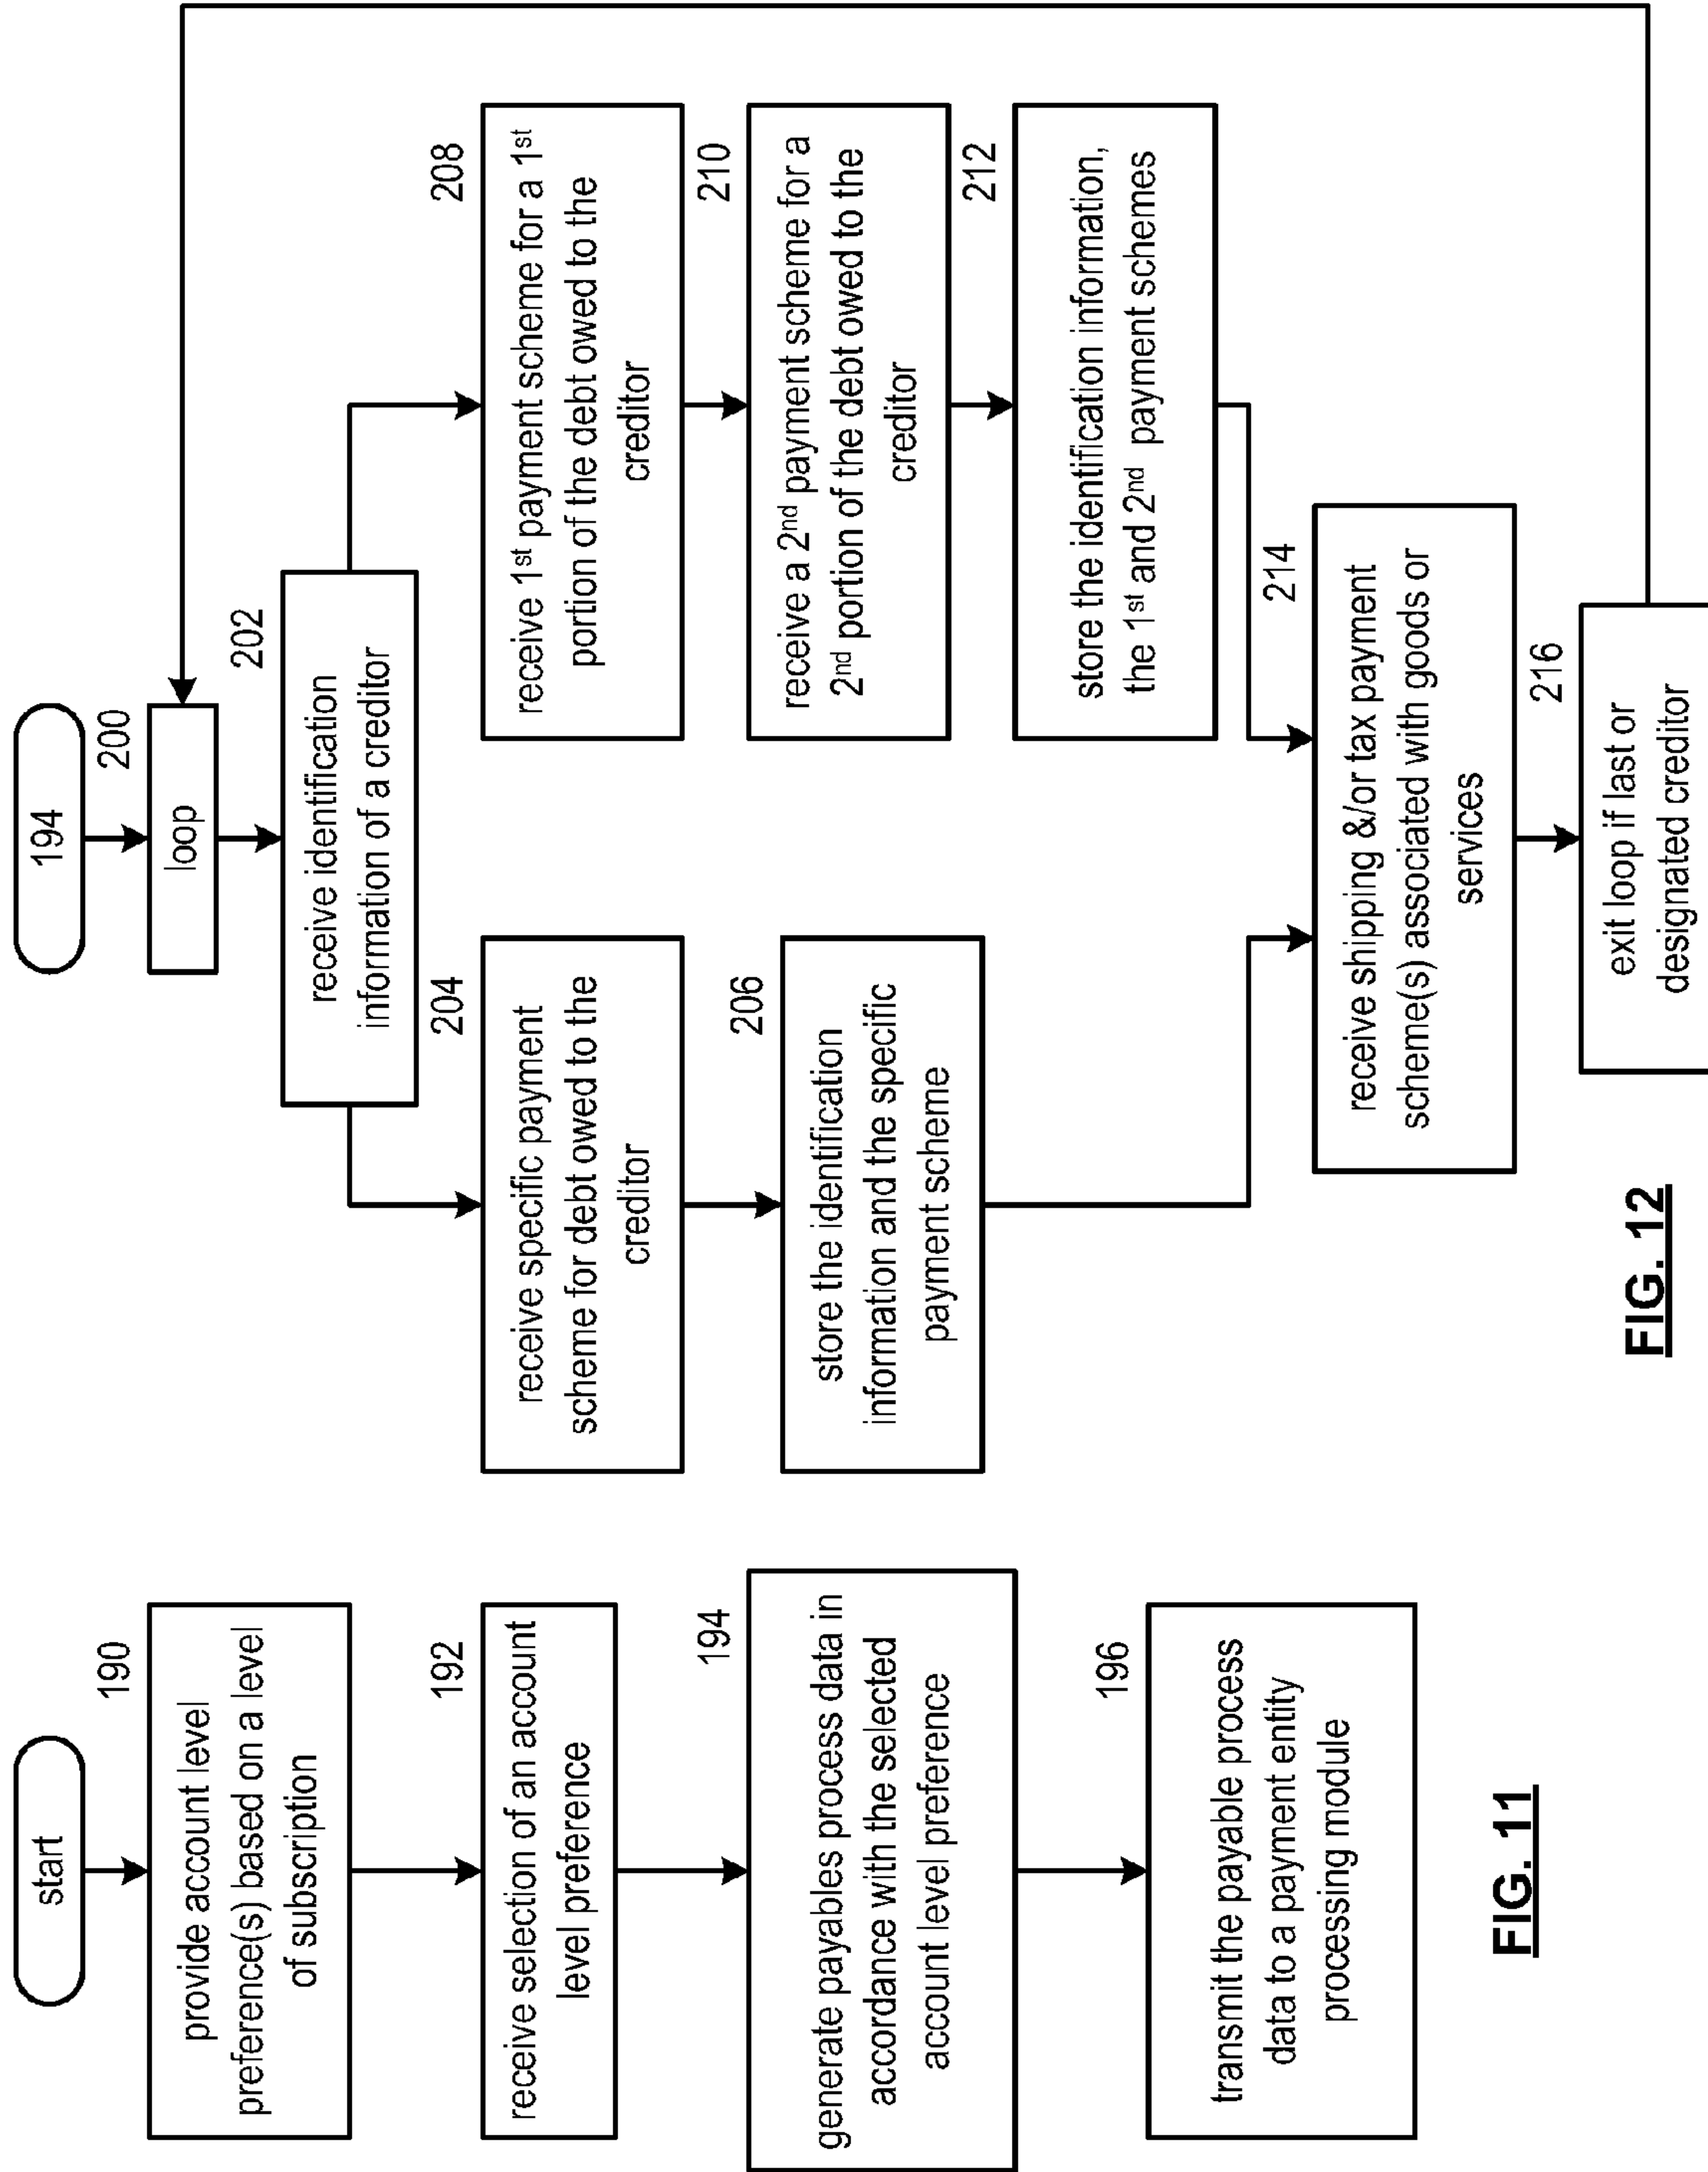 start
190
provide account level
preference(s) based on a level
of subscription
192
receive selection of an account
level preference
194
generate payables process data in
accordance with the selected
account level preference
196
transmit the payable process
data to a payment entity
processing module
FIG. 11
194
200
loop
202
receive identification
information of a creditor
204
receive specific payment
scheme for debt owed to the
creditor
206
store the identification
information and the specific
payment scheme
208
receive 1st payment scheme for a 1st
portion of the debt owed to the
creditor
210
receive a 2nd payment scheme for a
2nd portion of the debt owed to the
creditor
212
store the identification information,
the 1st and 2nd payment schemes
214
receive shipping &/or tax payment
scheme(s) associated with goods or
services
216
exit loop if last or
designated creditor
FIG. 12